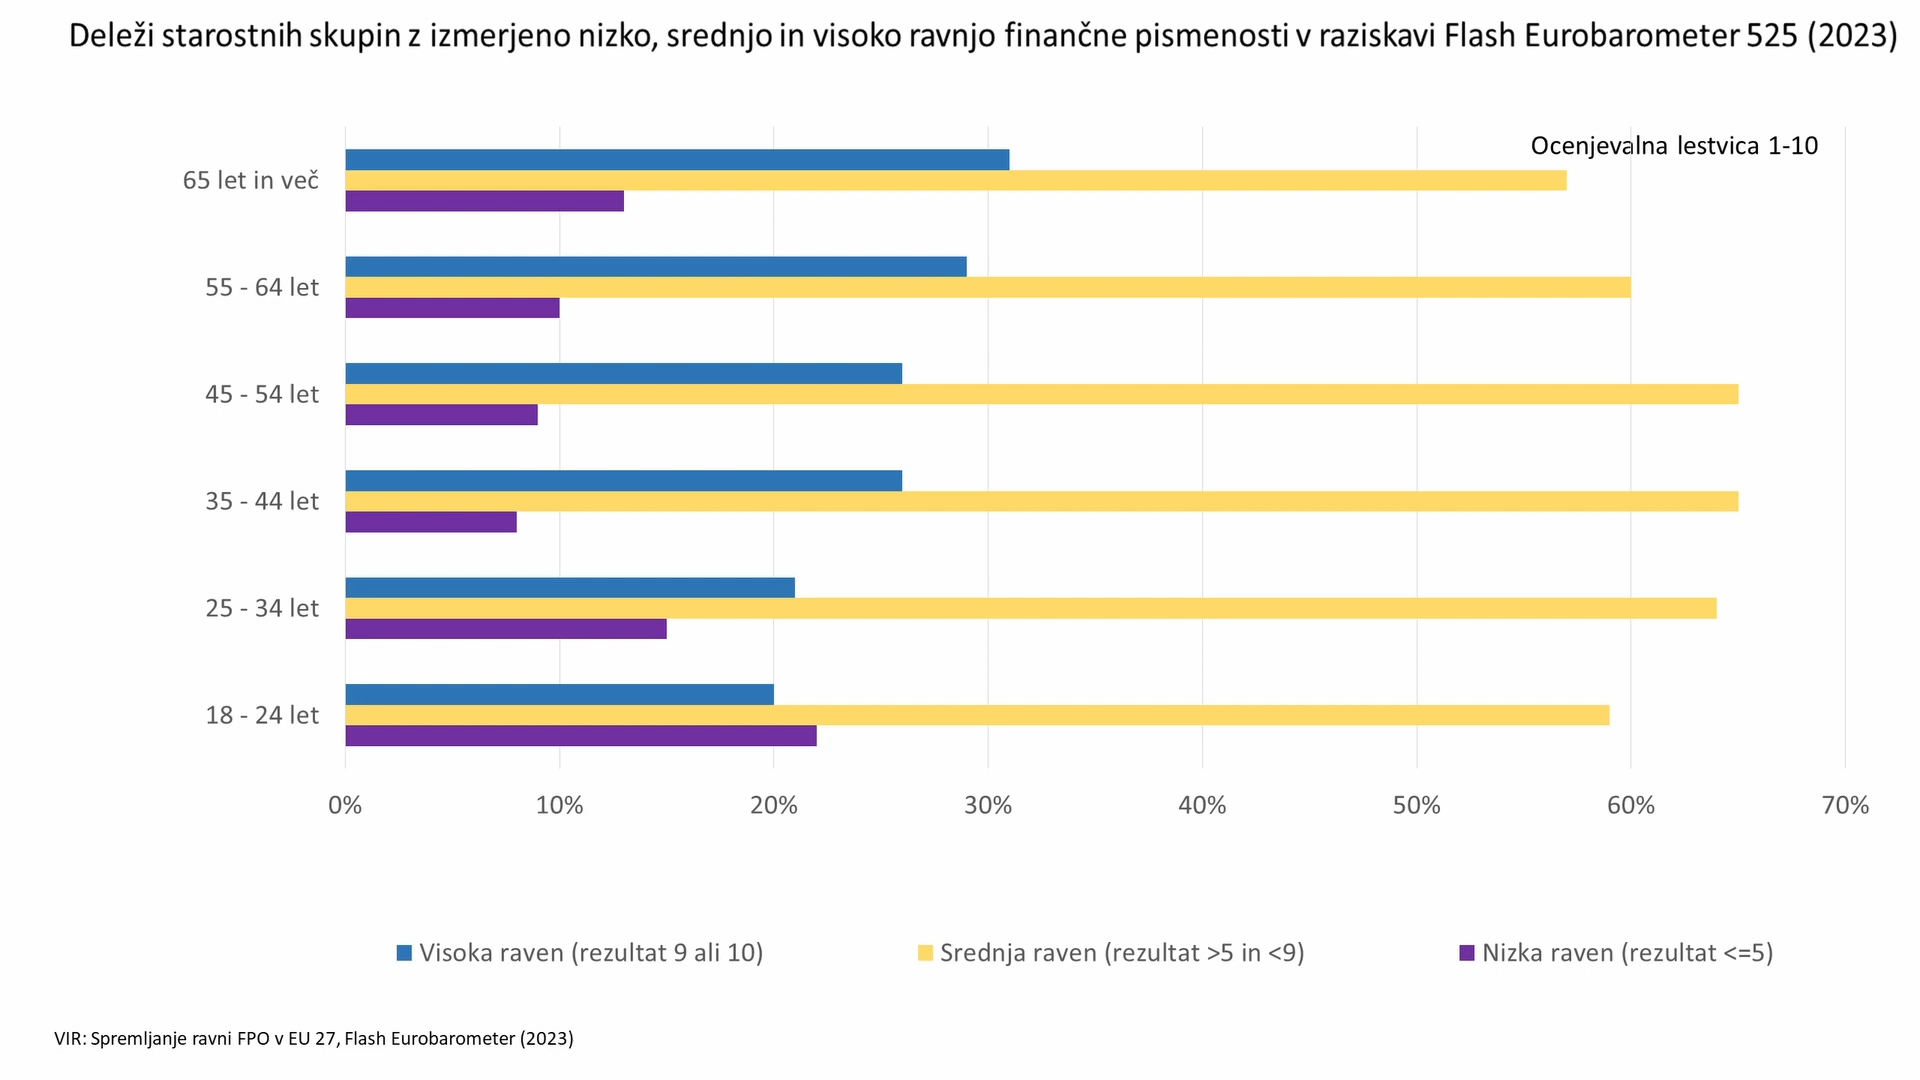 Deleži starostnih skupin z izmerjeno nizko, srednjo in visoko ravnjo finančne pismenosti v raziskavi Flash Eurobarometer 525 (2023)
Ocenjevalna lestvica 1-10
65 let in več
55 - 64 let
45 - 54 let
35 - 44 let
25 - 34 let
18 - 24 let
0% 10% 20% 30% 40% 50% 60% 70%
Visoka raven (rezultat 9 ali 10) Srednja raven (rezultat >5 in <9) Nizka raven (rezultat <=5)
VIR: Spremljanje ravni FPO v EU 27, Flash Eurobarometer (2023)